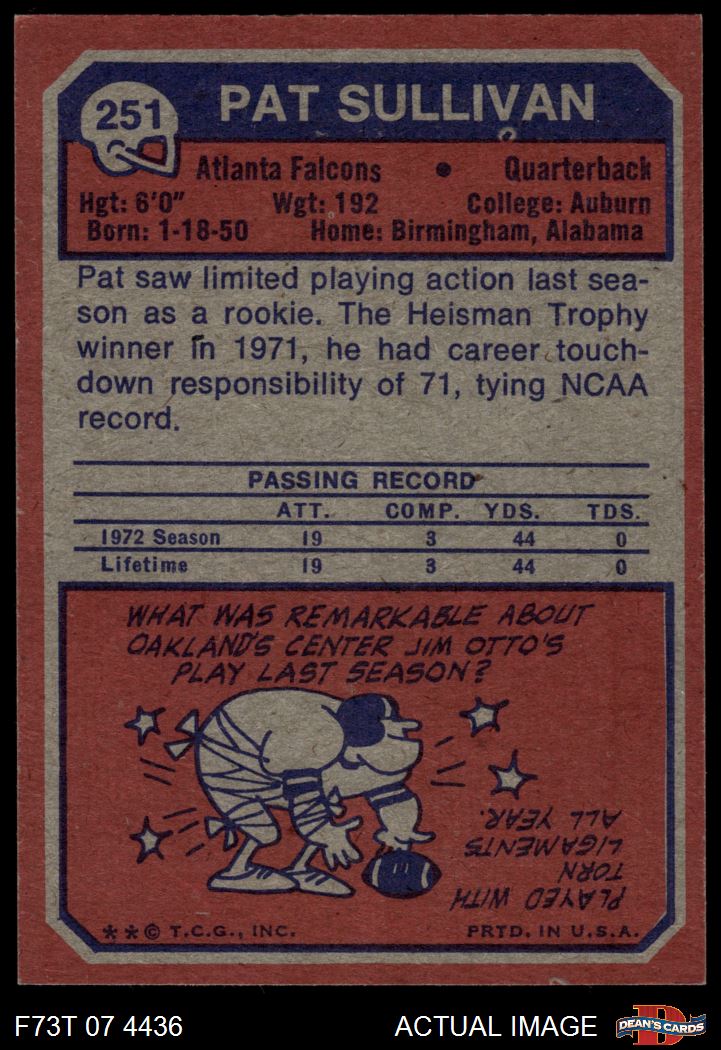 251
PAT SULLIVAN
Atlanta Falcons • Quarterback
Hgt: 6'0" Wgt: 192 College: Auburn
Born: 1-18-50 Home: Birmingham, Alabama
Pat saw limited playing action last sea-
son as a rookie. The Heisman Trophy
winner in 1971, he had career touch-
down responsibility of 71, tying NCAA
record.
PASSING RECORD
ATT. COMP. YDS. TDS.
1972 Season 19 3 44 0
Lifetime 19 3 44 0
WHAT WAS REMARKABLE ABOUT
OAKLAND'S CENTER JIM OTTO'S
PLAY LAST SEASON?
PLAYED WITH
TORN
LIGAMENTS
ALL YEAR.
**© T.C.G., INC. PRTD. IN U.S.A.
F73T 07 4436 ACTUAL IMAGE
D
DEAN'S CARDS